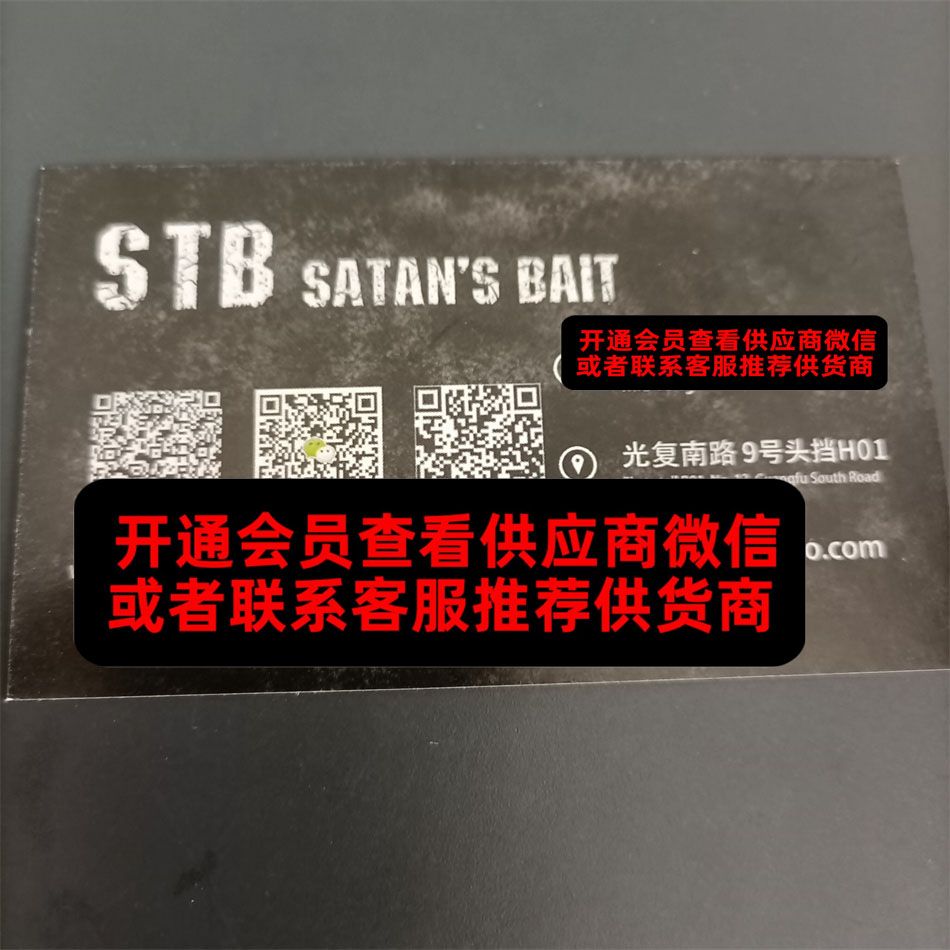 STB SATAN'S BAIT
开通会员查看供应商微信
或者联系客服推荐供货商
光复南路 9号头挡H01
Guangfu South Road
o.com
开通会员查看供应商微信
或者联系客服推荐供货商